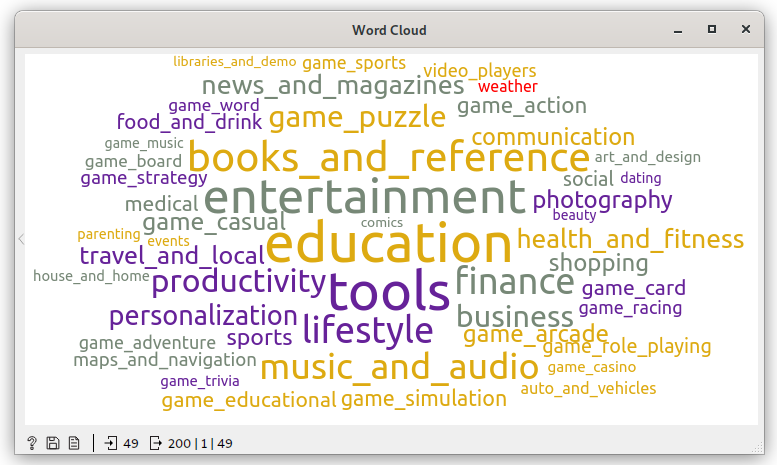 Word Cloud
libraries_and_demo
game_sports
video_players
news_and_magazines
weather
game_word
game_action
food_and_drink
game_puzzle
communication
game_music
books_and_reference
art_and_design
game_board
game_strategy
social
dating
medical
entertainment
photography
game_casual
comics
beauty
parenting
events
education
health_and_fitness
travel_and_local
shopping
house_and_home
productivity
tools
finance
game_card
personalization
lifestyle
business
game_racing
game_adventure
sports
game_arcade
game_role_playing
maps_and_navigation
music_and_audio
game_casino
game_trivia
auto_and_vehicles
game_educational
game_simulation
49 200 | 1 | 49